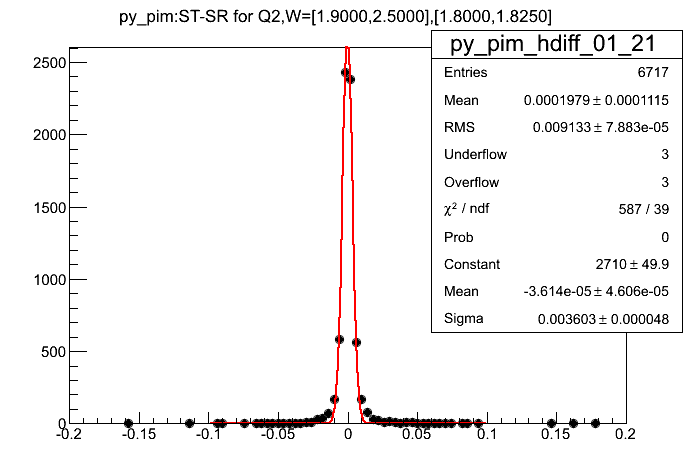 py_pim:ST-SR for Q2,W=[1.9000,2.5000],[1.8000,1.8250]
py_pim_hdiff_01_21
Entries 6717
Mean 0.0001979 ± 0.0001115
RMS 0.009133 ± 7.883e-05
Underflow 3
Overflow 3
χ² / ndf 587 / 39
Prob 0
Constant 2710 ± 49.9
Mean -3.614e-05 ± 4.606e-05
Sigma 0.003603 ± 0.000048
2500
2000
1500
1000
500
0
-0.2 -0.15 -0.1 -0.05 0 0.05 0.1 0.15 0.2